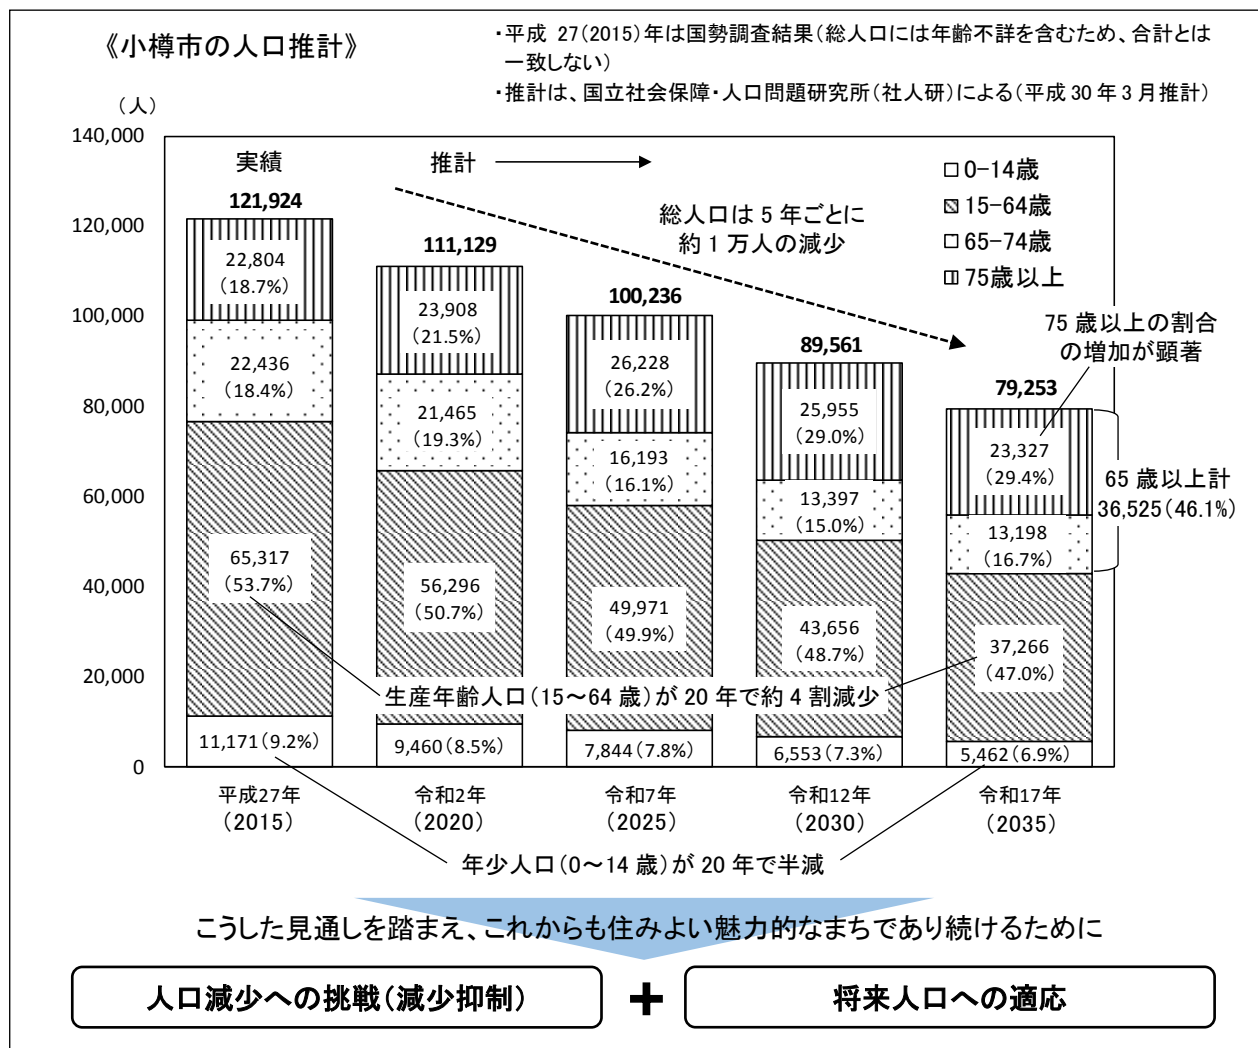 《小樽市の人口推計》
・平成 27(2015)年は国勢調査結果(総人口には年齢不詳を含むため、合計とは
一致しない)
・推計は、国立社会保障・人口問題研究所(社人研)による(平成 30 年 3 月推計)
(人)
140,000
120,000
100,000
80,000
60,000
40,000
20,000
0
実績
推計
総人口は 5 年ごとに
約 1 万人の減少
0-14歳
15-64歳
65-74歳
75歳以上
75 歳以上の割合
の増加が顕著
65 歳以上計
36,525(46.1%)
121,924
22,804
(18.7%)
22,436
(18.4%)
65,317
(53.7%)
11,171(9.2%)
111,129
23,908
(21.5%)
21,465
(19.3%)
56,296
(50.7%)
9,460(8.5%)
100,236
26,228
(26.2%)
16,193
(16.1%)
49,971
(49.9%)
7,844(7.8%)
89,561
25,955
(29.0%)
13,397
(15.0%)
43,656
(48.7%)
6,553(7.3%)
79,253
23,327
(29.4%)
13,198
(16.7%)
37,266
(47.0%)
5,462(6.9%)
生産年齢人口(15~64 歳)が 20 年で約 4 割減少
平成27年
(2015)
令和2年
(2020)
令和7年
(2025)
令和12年
(2030)
令和17年
(2035)
年少人口(0~14 歳)が 20 年で半減
こうした見通しを踏まえ、これからも住みよい魅力的なまちであり続けるために
人口減少への挑戦(減少抑制)
+
将来人口への適応